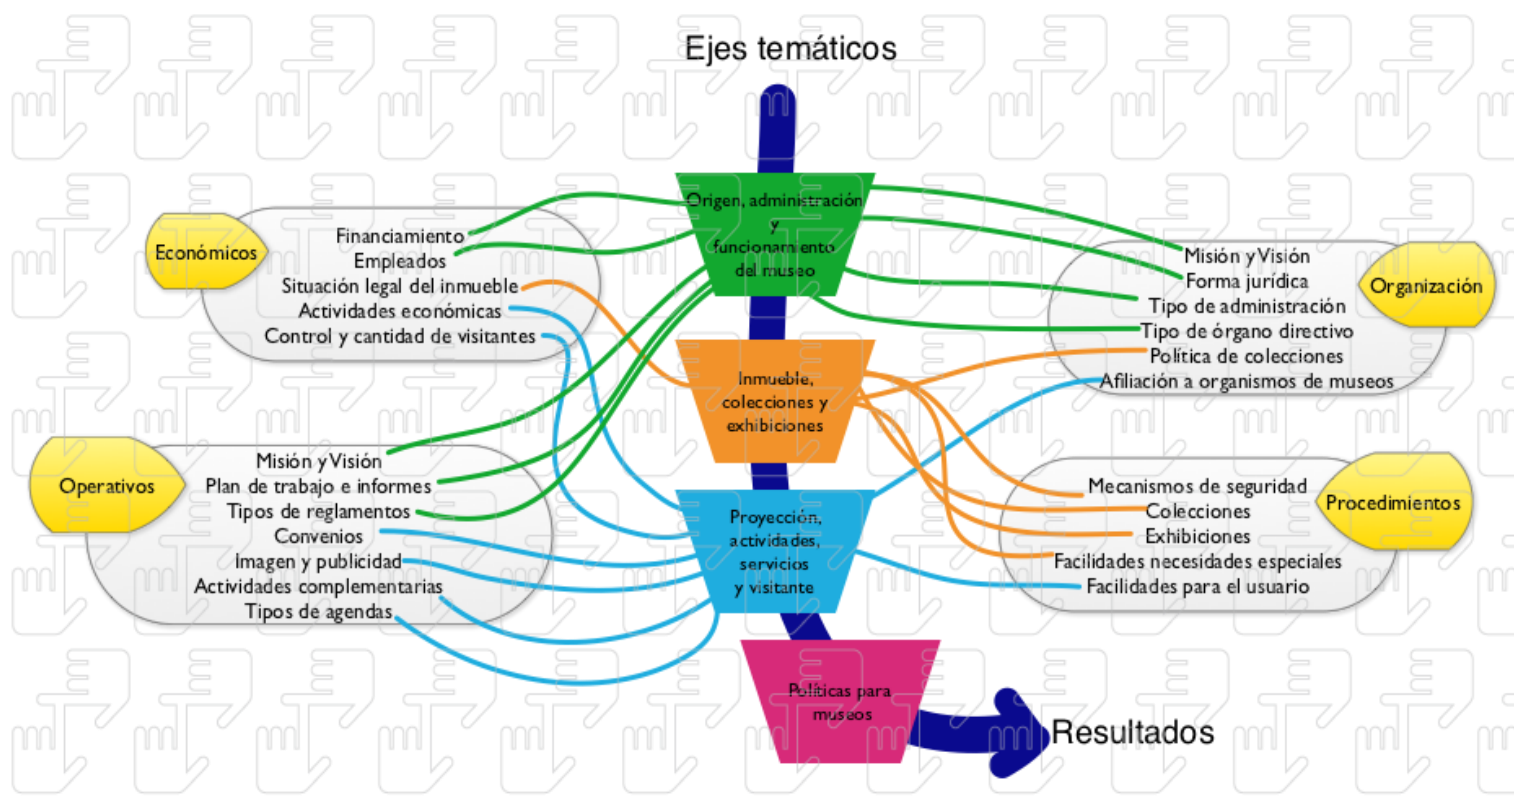 Ejes temáticos
Económicos
Financiamiento
Empleados
Situación legal del inmueble
Actividades económicas
Control y cantidad de visitantes
Operativos
Misión y Visión
Plan de trabajo e informes
Tipos de reglamentos
Convenios
Imagen y publicidad
Actividades complementarias
Tipos de agendas
Origen, administración
y
funcionamiento
del museo
Inmueble,
colecciones y
exhibiciones
Proyección,
actividades,
servicios
y visitante
Políticas para
museos
Organización
Misión y Visión
Forma jurídica
Tipo de administración
Tipo de órgano directivo
Política de colecciones
Afiliación a organismos de museos
Procedimientos
Mecanismos de seguridad
Colecciones
Exhibiciones
Facilidades necesidades especiales
Facilidades para el usuario
Resultados